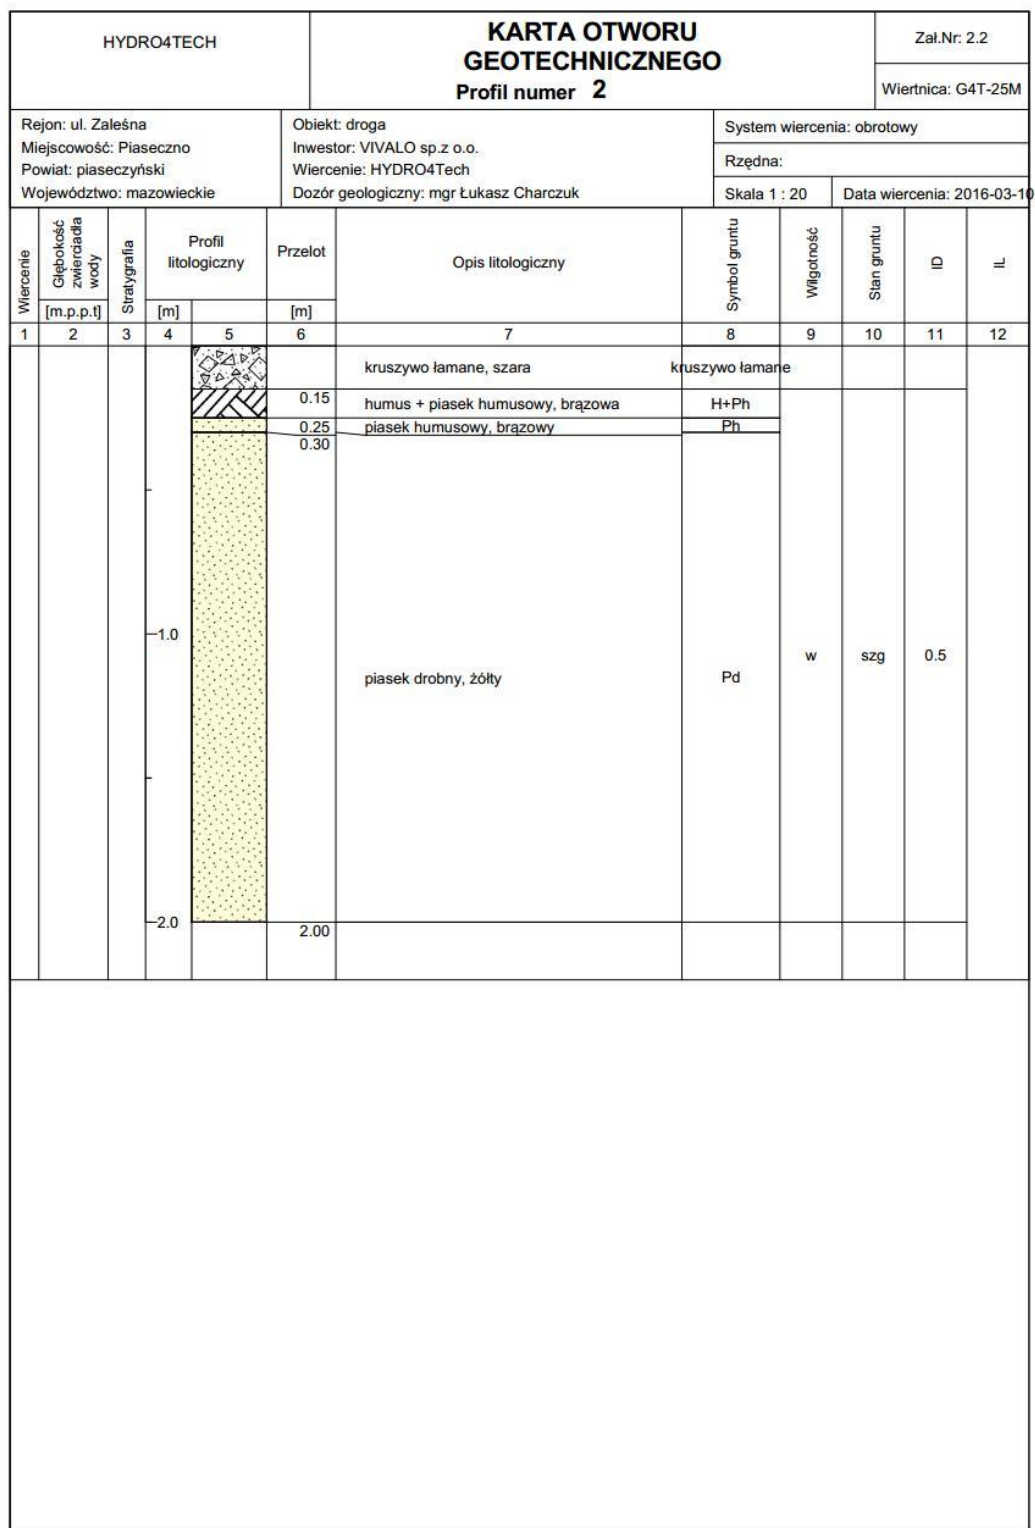 HYDRO4TECH
KARTA OTWORU
GEOTECHNICZNEGO
Profil numer 2
Zał.Nr: 2.2
Wiertnica: G4T-25M
Rejon: ul. Zaleśna
Miejscowość: Piaseczno
Powiat: piaseczyński
Województwo: mazowieckie
Obiekt: droga
Inwestor: VIVALO sp.z o.o.
Wiercenie: HYDRO4Tech
Dozór geologiczny: mgr Łukasz Charczuk
System wiercenia: obrotowy
Rzędna:
Skala 1 : 20
Data wiercenia: 2016-03-10
Wiercenie
Głębokość
zwierciadła
wody
[m.p.p.t]
Stratygrafia
Profil
litologiczny
[m]
Przelot
[m]
Opis litologiczny
Symbol gruntu
Wilgotność
Stan gruntu
ID
IL
1 2 3 4 5 6 7 8 9 10 11 12
kruszywo łamane, szara kruszywo łamane
0.15 humus + piasek humusowy, brązowa H+Ph
0.25 piasek humusowy, brązowy Ph
0.30
1.0
w szg 0.5
piasek drobny, żółty Pd
2.0
2.00